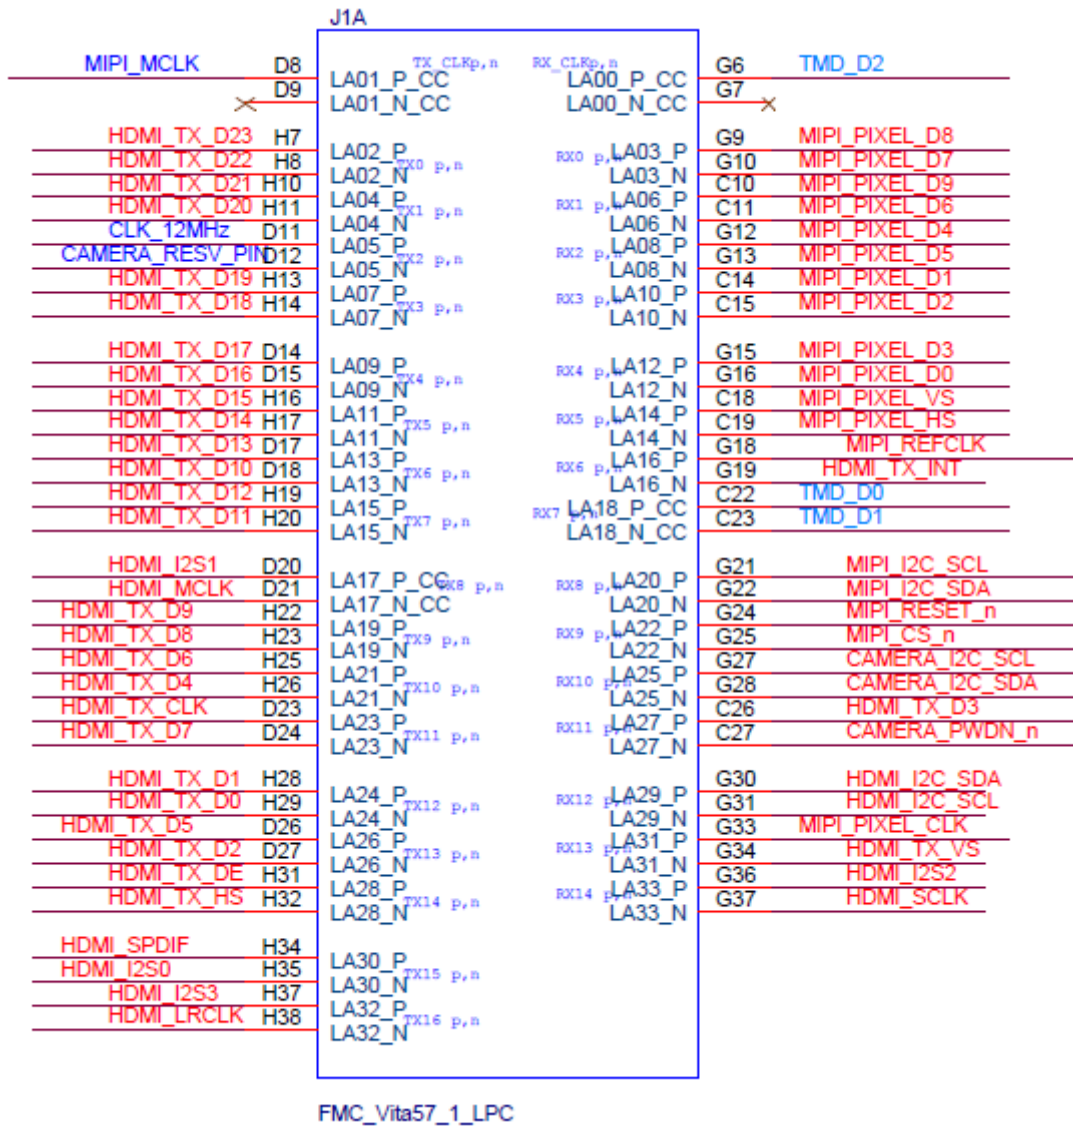 J1A
MIPI_MCLK D8 LA01_P_CC TX_CLKp,n RX_CLKp,n LA00_P_CC G6 TMD_D2
D9 LA01_N_CC LA00_N_CC G7
HDMI_TX_D23 H7 LA02_P TX0 p,n RX0 p,n LA03_P G9 MIPI_PIXEL_D8
HDMI_TX_D22 H8 LA02_N LA03_N G10 MIPI_PIXEL_D7
HDMI_TX_D21 H10 LA04_P TX1 p,n RX1 p,n LA06_P C10 MIPI_PIXEL_D9
HDMI_TX_D20 H11 LA04_N LA06_N C11 MIPI_PIXEL_D6
CLK_12MHz D11 LA05_P TX2 p,n RX2 p,n LA08_P G12 MIPI_PIXEL_D4
CAMERA_RESV_PIN D12 LA05_N LA08_N G13 MIPI_PIXEL_D5
HDMI_TX_D19 H13 LA07_P TX3 p,n RX3 p,n LA10_P C14 MIPI_PIXEL_D1
HDMI_TX_D18 H14 LA07_N LA10_N C15 MIPI_PIXEL_D2
HDMI_TX_D17 D14 LA09_P TX4 p,n RX4 p,n LA12_P G15 MIPI_PIXEL_D3
HDMI_TX_D16 D15 LA09_N LA12_N G16 MIPI_PIXEL_D0
HDMI_TX_D15 H16 LA11_P TX5 p,n RX5 p,n LA14_P C18 MIPI_PIXEL_VS
HDMI_TX_D14 H17 LA11_N LA14_N C19 MIPI_PIXEL_HS
HDMI_TX_D13 D17 LA13_P TX6 p,n RX6 p,n LA16_P G18 MIPI_REFCLK
HDMI_TX_D10 D18 LA13_N LA16_N G19 HDMI_TX_INT
HDMI_TX_D12 H19 LA15_P TX7 p,n RX7 p,n LA18_P_CC C22 TMD_D0
HDMI_TX_D11 H20 LA15_N LA18_N_CC C23 TMD_D1
HDMI_I2S1 D20 LA17_P_CC TX8 p,n RX8 p,n LA20_P G21 MIPI_I2C_SCL
HDMI_MCLK D21 LA17_N_CC LA20_N G22 MIPI_I2C_SDA
HDMI_TX_D9 H22 LA19_P TX9 p,n RX9 p,n LA22_P G24 MIPI_RESET_n
HDMI_TX_D8 H23 LA19_N LA22_N G25 MIPI_CS_n
HDMI_TX_D6 H25 LA21_P TX10 p,n RX10 p,n LA25_P G27 CAMERA_I2C_SCL
HDMI_TX_D4 H26 LA21_N LA25_N G28 CAMERA_I2C_SDA
HDMI_TX_CLK D23 LA23_P TX11 p,n RX11 p,n LA27_P C26 HDMI_TX_D3
HDMI_TX_D7 D24 LA23_N LA27_N C27 CAMERA_PWDN_n
HDMI_TX_D1 H28 LA24_P TX12 p,n RX12 p,n LA29_P G30 HDMI_I2C_SDA
HDMI_TX_D0 H29 LA24_N LA29_N G31 HDMI_I2C_SCL
HDMI_TX_D5 D26 LA26_P TX13 p,n RX13 p,n LA31_P G33 MIPI_PIXEL_CLK
HDMI_TX_D2 D27 LA26_N LA31_N G34 HDMI_TX_VS
HDMI_TX_DE H31 LA28_P TX14 p,n RX14 p,n LA33_P G36 HDMI_I2S2
HDMI_TX_HS H32 LA28_N LA33_N G37 HDMI_SCLK
HDMI_SPDIF H34 LA30_P TX15 p,n
HDMI_I2S0 H35 LA30_N
HDMI_I2S3 H37 LA32_P TX16 p,n
HDMI_LRCLK H38 LA32_N
FMC_Vita57_1_LPC